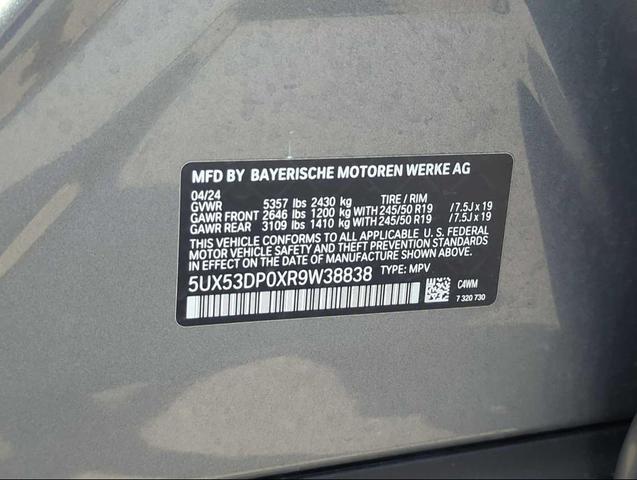 MFD BY BAYERISCHE MOTOREN WERKE AG
04/24
GVWR 5357 lbs 2430 kg TIRE / RIM
GAWR FRONT 2646 lbs 1200 kg WITH 245/50 R19 /7.5J x 19
GAWR REAR 3109 lbs 1410 kg WITH 245/50 R19 /7.5J x 19
THIS VEHICLE CONFORMS TO ALL APPLICABLE U. S. FEDERAL
MOTOR VEHICLE SAFETY AND THEFT PREVENTION
STANDARDS IN EFFECT ON THE DATE OF
MANUFACTURE SHOWN ABOVE.
5UX53DP0XR9W38838 TYPE: MPV
C4WM
7 320 730